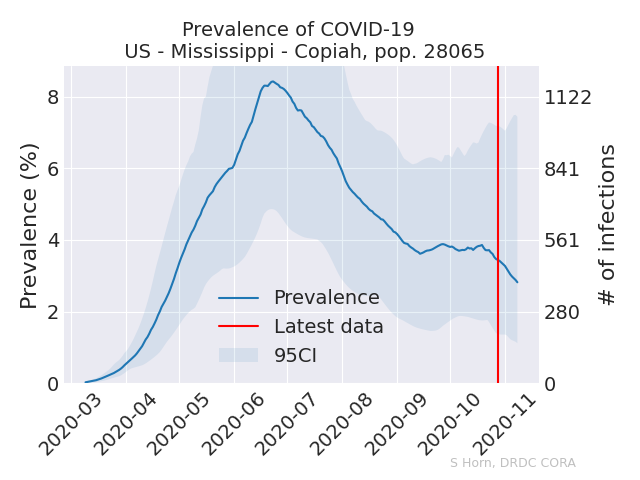 Prevalence of COVID-19
US - Mississippi - Copiah, pop. 28065
Prevalence (%)
8
6
4
2
0
1122
841
561
280
0
# of infections
Prevalence
Latest data
95CI
2020-03
2020-04
2020-05
2020-06
2020-07
2020-08
2020-09
2020-10
2020-11
S Horn, DRDC CORA